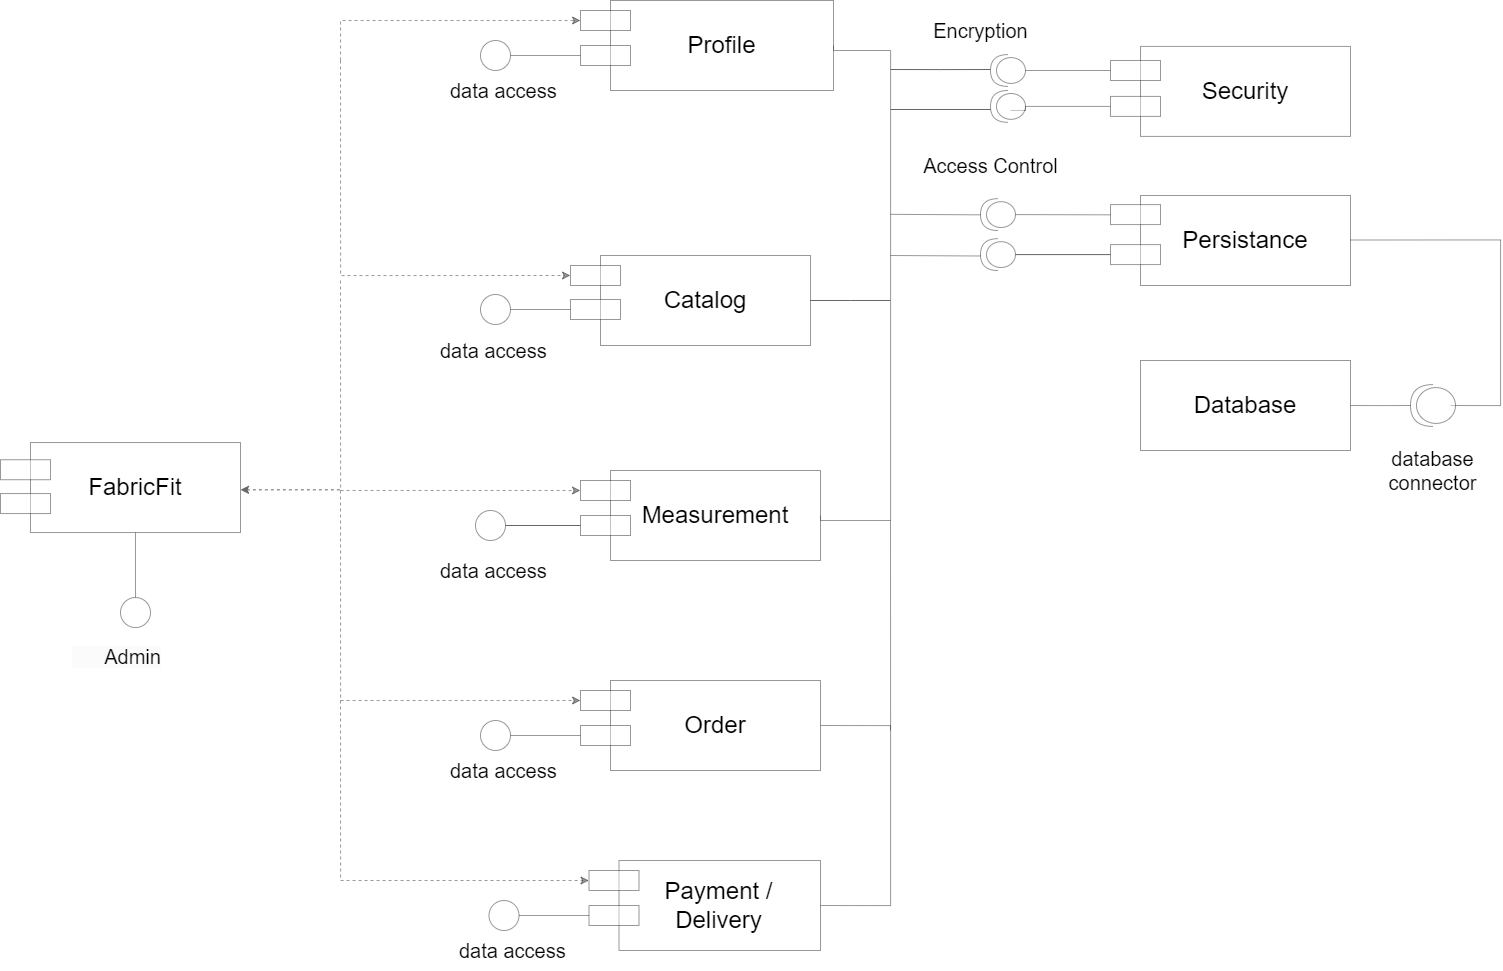 Encryption
Profile
data access
Security
Access Control
Persistance
Catalog
data access
Database
database
connector
FabricFit
Measurement
data access
Admin
Order
data access
Payment /
Delivery
data access